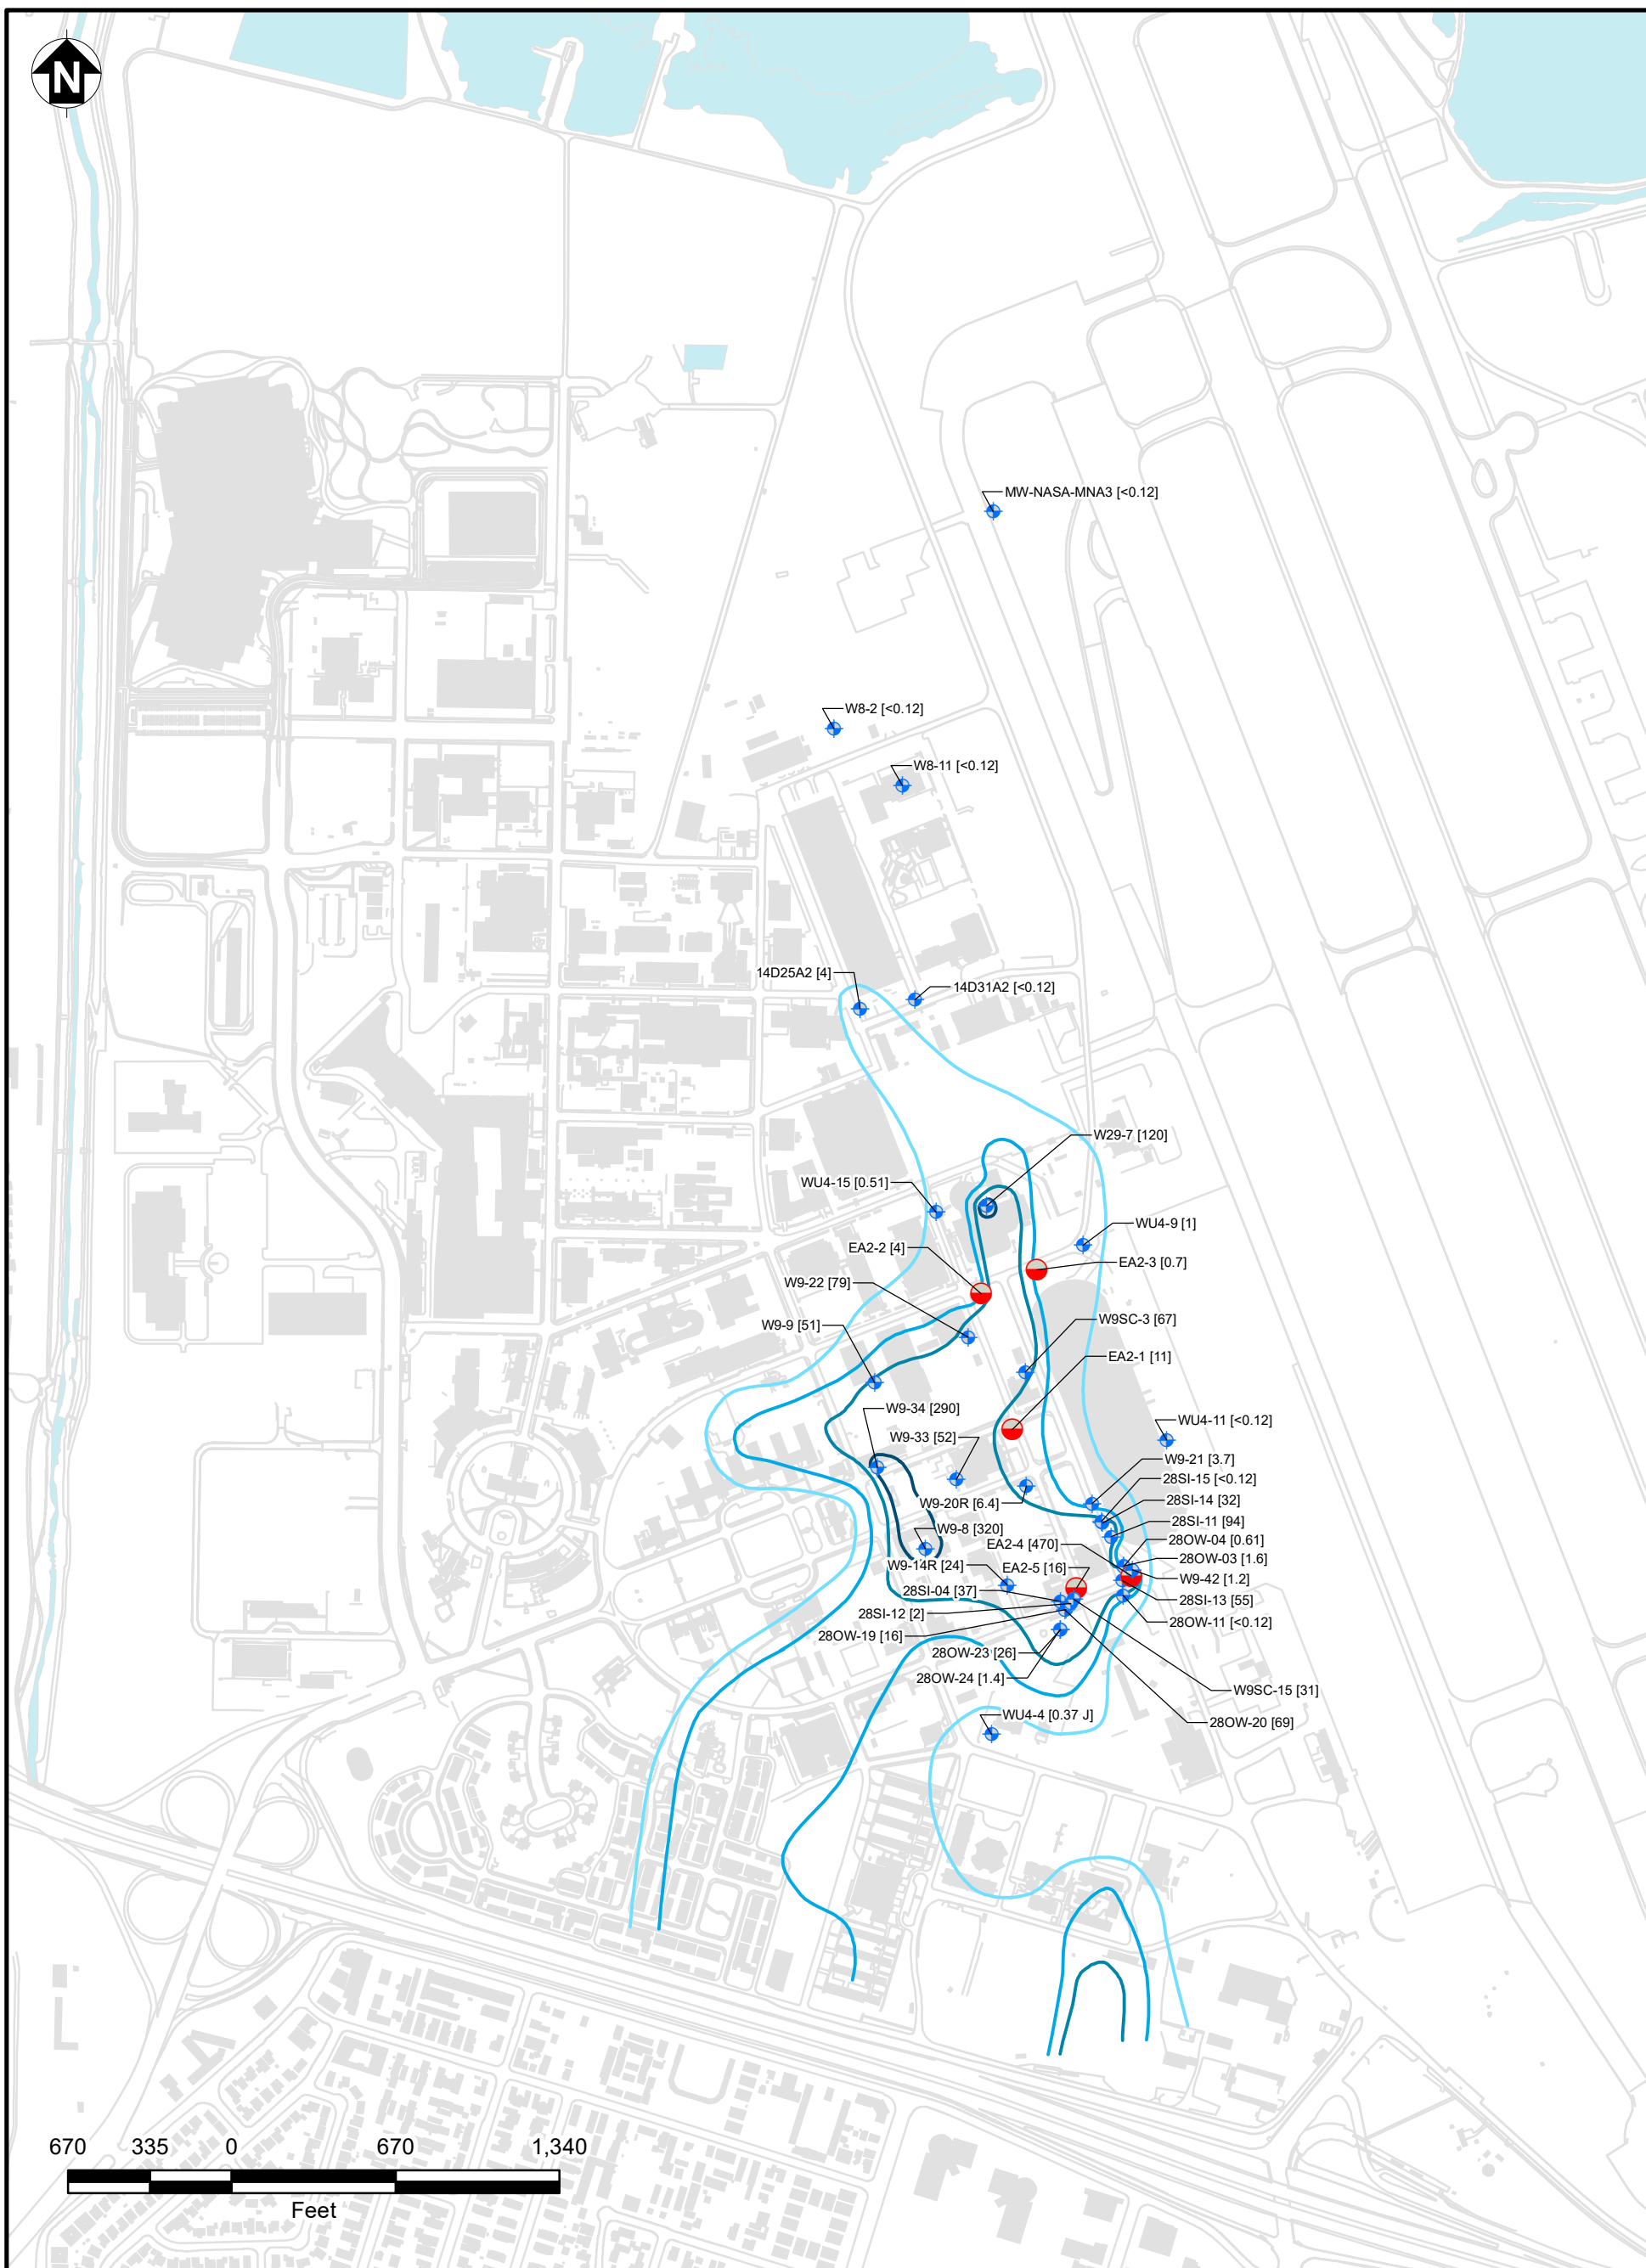 N
MW-NASA-MNA3 [<0.12]
W8-2 [<0.12]
W8-11 [<0.12]
14D25A2 [4]
14D31A2 [<0.12]
W29-7 [120]
WU4-15 [0.51]
WU4-9 [1]
EA2-2 [4]
EA2-3 [0.7]
W9-22 [79]
W9-9 [51]
W9SC-3 [67]
EA2-1 [11]
W9-34 [290]
WU4-11 [<0.12]
W9-33 [52]
W9-21 [3.7]
28SI-15 [<0.12]
28SI-14 [32]
W9-20R [6.4]
28SI-11 [94]
W9-8 [320]
28OW-04 [0.61]
EA2-4 [470]
28OW-03 [1.6]
W9-14R [24]
EA2-5 [16]
W9-42 [1.2]
28SI-04 [37]
28SI-13 [55]
28SI-12 [2]
28OW-11 [<0.12]
28OW-19 [16]
28OW-23 [26]
28OW-24 [1.4]
W9SC-15 [31]
WU4-4 [0.37 J]
28OW-20 [69]
670 335 0 670 1,340
Feet